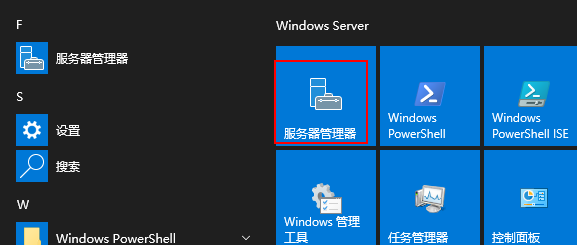 F
服务器管理器
S
设置
搜索
W
Windows PowerShell
Windows Server
服务器管理器
Windows
PowerShell
Windows
PowerShell ISE
Windows 管理
工具
任务管理器
控制面板